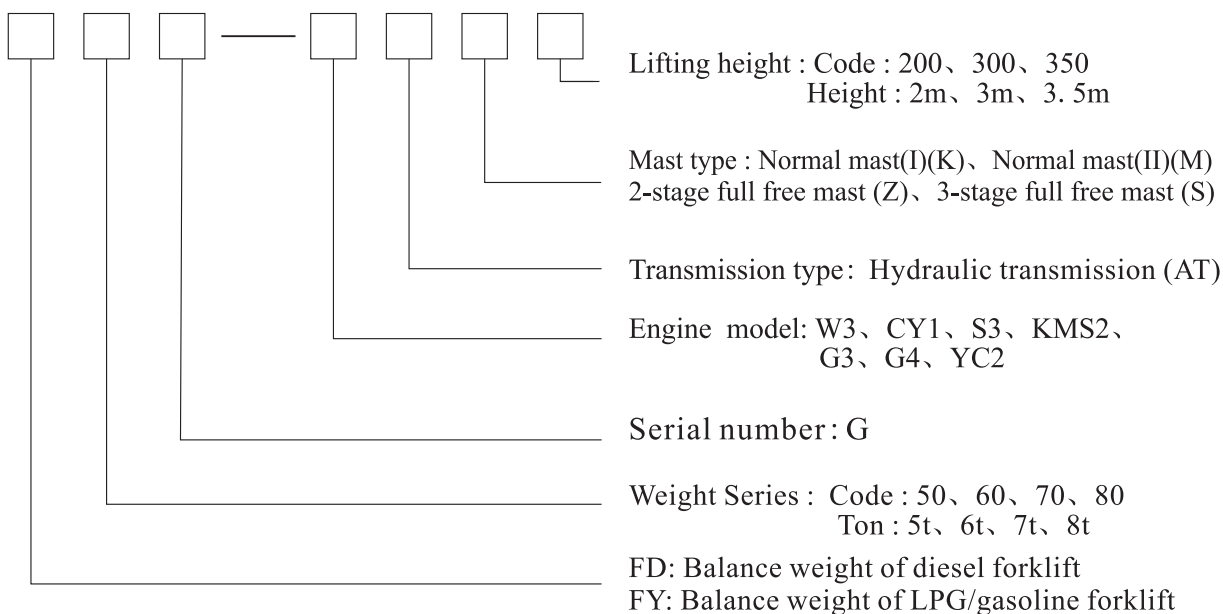 Lifting height : Code : 200、300、350
Height : 2m、3m、3. 5m
Mast type : Normal mast(I)(K)、Normal mast(II)(M)
2-stage full free mast (Z)、3-stage full free mast (S)
Transmission type: Hydraulic transmission (AT)
Engine model: W3、CY1、S3、KMS2、
G3、G4、YC2
Serial number: G
Weight Series : Code : 50、60、70、80
Ton : 5t、6t、7t、8t
FD: Balance weight of diesel forklift
FY: Balance weight of LPG/gasoline forklift